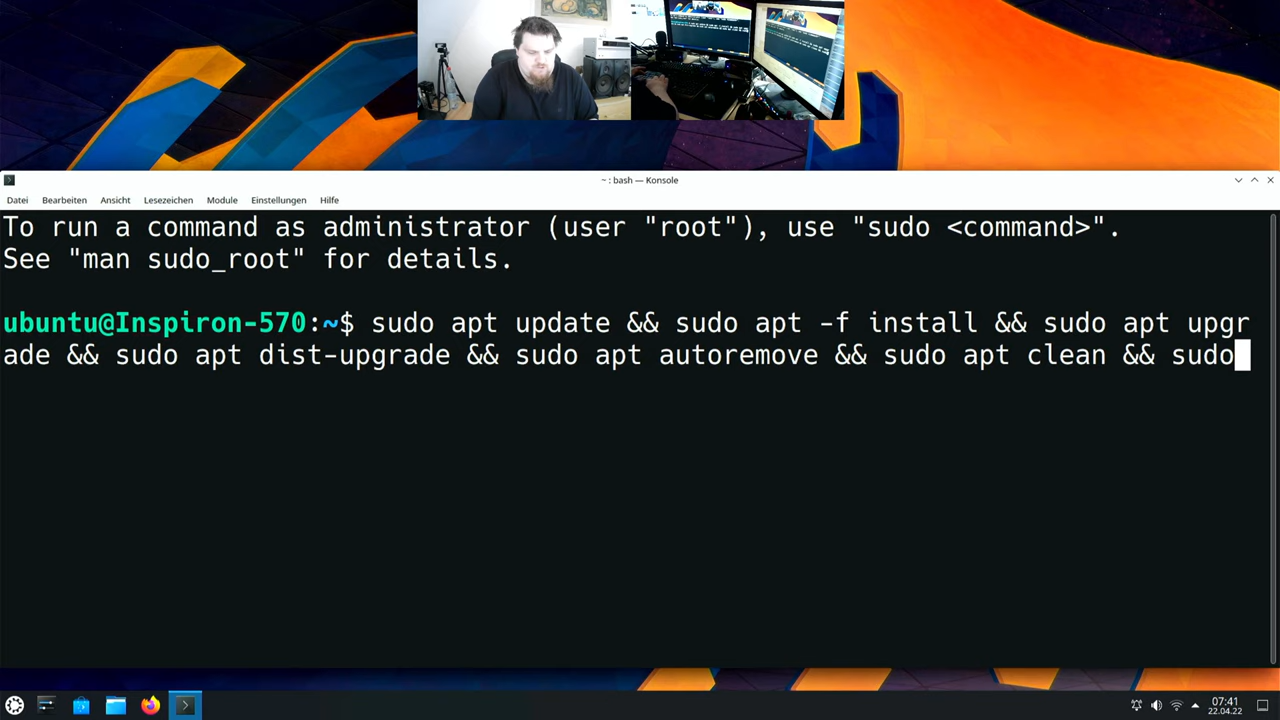 ~ : bash — Konsole
Datei Bearbeiten Ansicht Lesezeichen Module Einstellungen Hilfe
To run a command as administrator (user "root"), use "sudo <command>".
See "man sudo_root" for details.
ubuntu@Inspiron-570:~$ sudo apt update && sudo apt -f install && sudo apt upgr
ade && sudo apt dist-upgrade && sudo apt autoremove && sudo apt clean && sudo
07:41
22.04.22